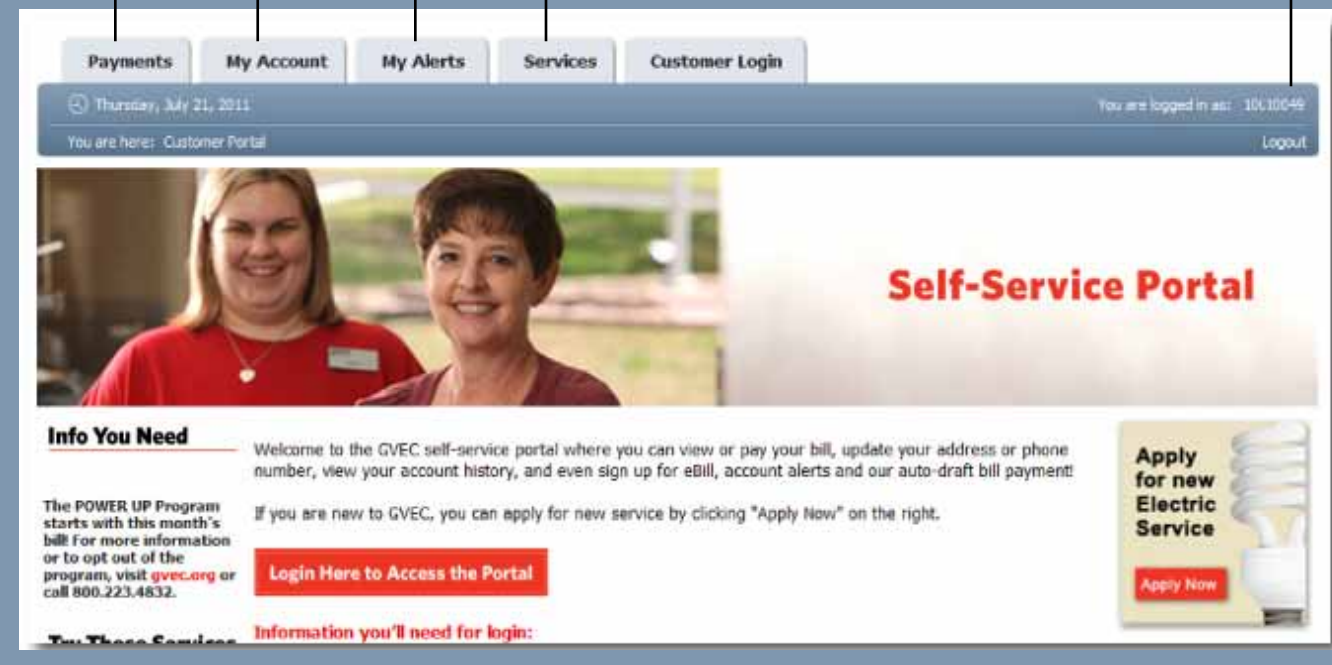 Payments My Account My Alerts Services Customer Login
Thursday, July 21, 2011 You are logged in as:
You are here: Customer Portal Logout
Self-Service Portal
Info You Need
The POWER UP Program
starts with this month's
bill! For more information
or to opt out of the
program, visit gvec.org or
call 800.223.4832.
Try These Services
Welcome to the GVEC self-service portal where you can view or pay your bill, update your address or phone
number, view your account history, and even sign up for eBill, account alerts and our auto-draft bill payment!
If you are new to GVEC, you can apply for new service by clicking "Apply Now" on the right.
Login Here to Access the Portal
Information you'll need for login:
Apply
for new
Electric
Service
Apply Now